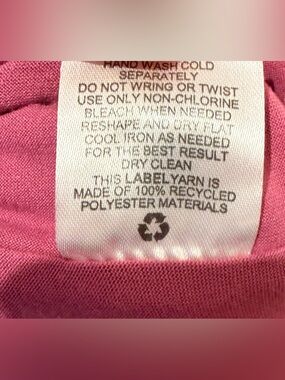 HAND WASH COLD
SEPARATELY
DO NOT WRING OR TWIST
USE ONLY NON-CHLORINE
BLEACH WHEN NEEDED
RESHAPE AND DRY FLAT
COOL IRON AS NEEDED
FOR THE BEST RESULT
DRY CLEAN
THIS LABELYARN IS
MADE OF 100% RECYCLED
POLYESTER MATERIALS